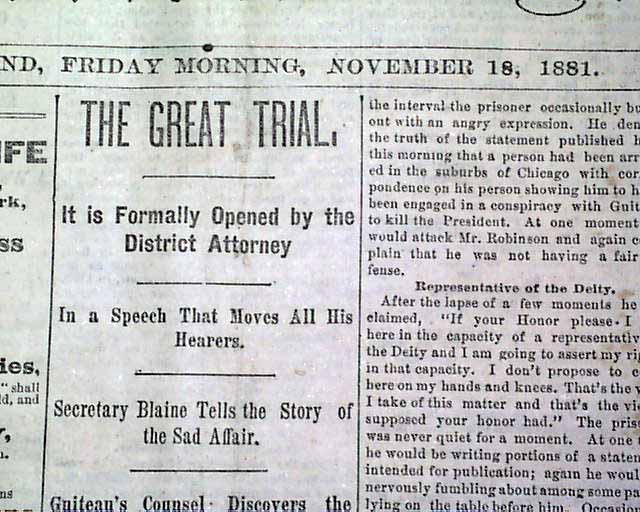 ND, FRIDAY MORNING, NOVEMBER 18, 1881.
IFE
rk,
SS
ies,
" shall
ld, and
y,
n.
ns
THE GREAT TRIAL.
It is Formally Opened by the
District Attorney
In a Speech That Moves All His
Hearers.
Secretary Blaine Tells the Story of
the Sad Affair.
Guiteau's Counsel Discovers the
the interval the prisoner occasionally bu
out with an angry expression. He den
the truth of the statement published h
this morning that a person had been arr
ed in the suburbs of Chicago with cor
pondence on his person showing him to h
been engaged in a conspiracy with Guit
to kill the President. At one moment
would attack Mr. Robinson and again c
plain that he was not having a fair
fense.
Representative of the Deity.
After the lapse of a few moments he
claimed, "If your Honor please. I
here in the capacity of a representativ
the Deity and I am going to assert my ri
in that capacity. I don't propose to c
here on my hands and knees. That's the v
I take of this matter and that's the vi
supposed your honor had." The pris
was never quiet for a moment. At one t
he would be writing portions of a staten
intended for publication; again he woul
nervously fumbling about among some pa
lying on the table before him. Occasion